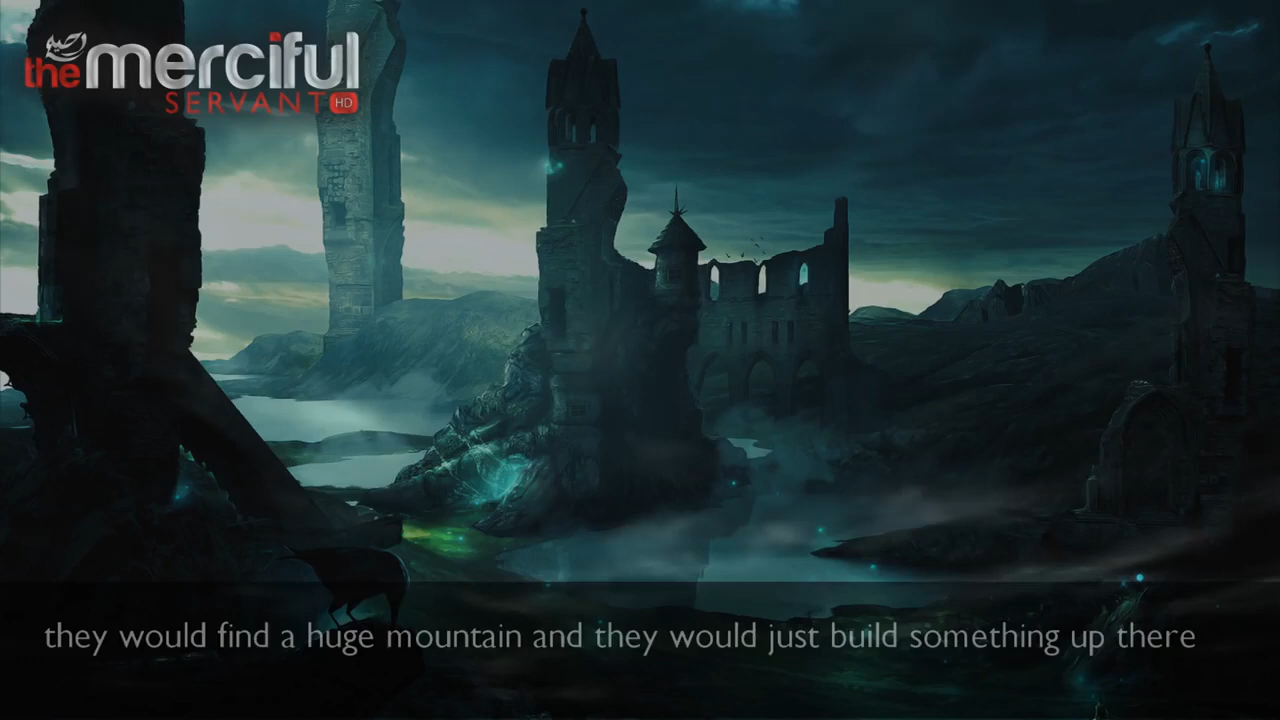 the merciful
SERVANT HD
they would find a huge mountain and they would just build something up there